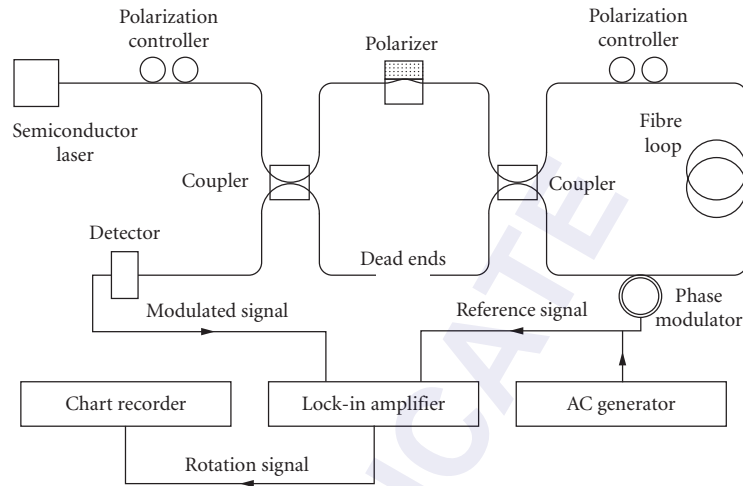 Polarization
controller
Polarizer
Polarization
controller
Semiconductor
laser
Fibre
loop
Coupler
Coupler
Detector
Dead ends
Modulated signal
Reference signal
Phase
modulator
Chart recorder
Lock-in amplifier
AC generator
Rotation signal
ICATE